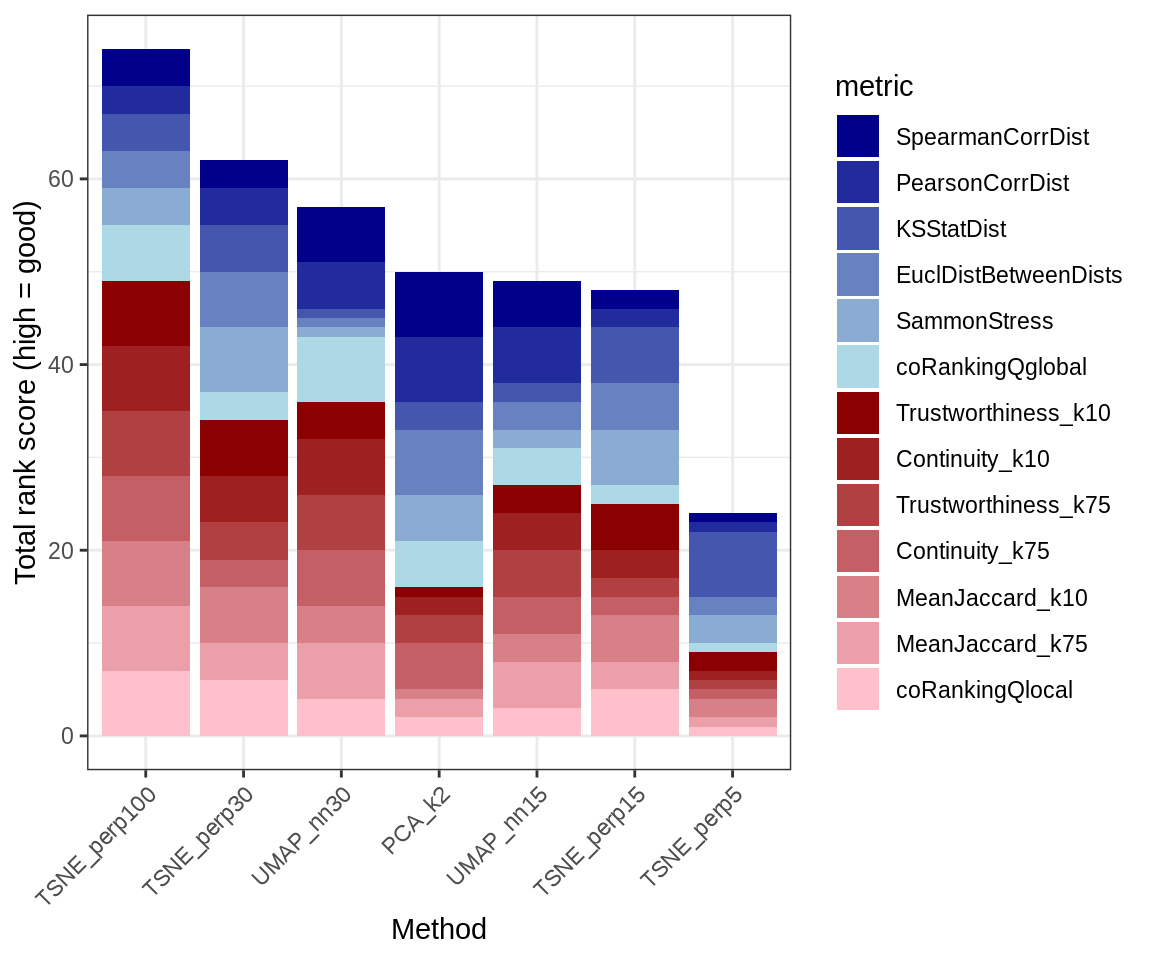 Total rank score (high = good)
60
40
20
0
TSNE_perp100
TSNE_perp30
UMAP_nn30
PCA_k2
UMAP_nn15
TSNE_perp15
TSNE_perp5
Method
metric
SpearmanCorrDist
PearsonCorrDist
KSStatDist
EuclDistBetweenDists
SammonStress
coRankingQglobal
Trustworthiness_k10
Continuity_k10
Trustworthiness_k75
Continuity_k75
MeanJaccard_k10
MeanJaccard_k75
coRankingQlocal